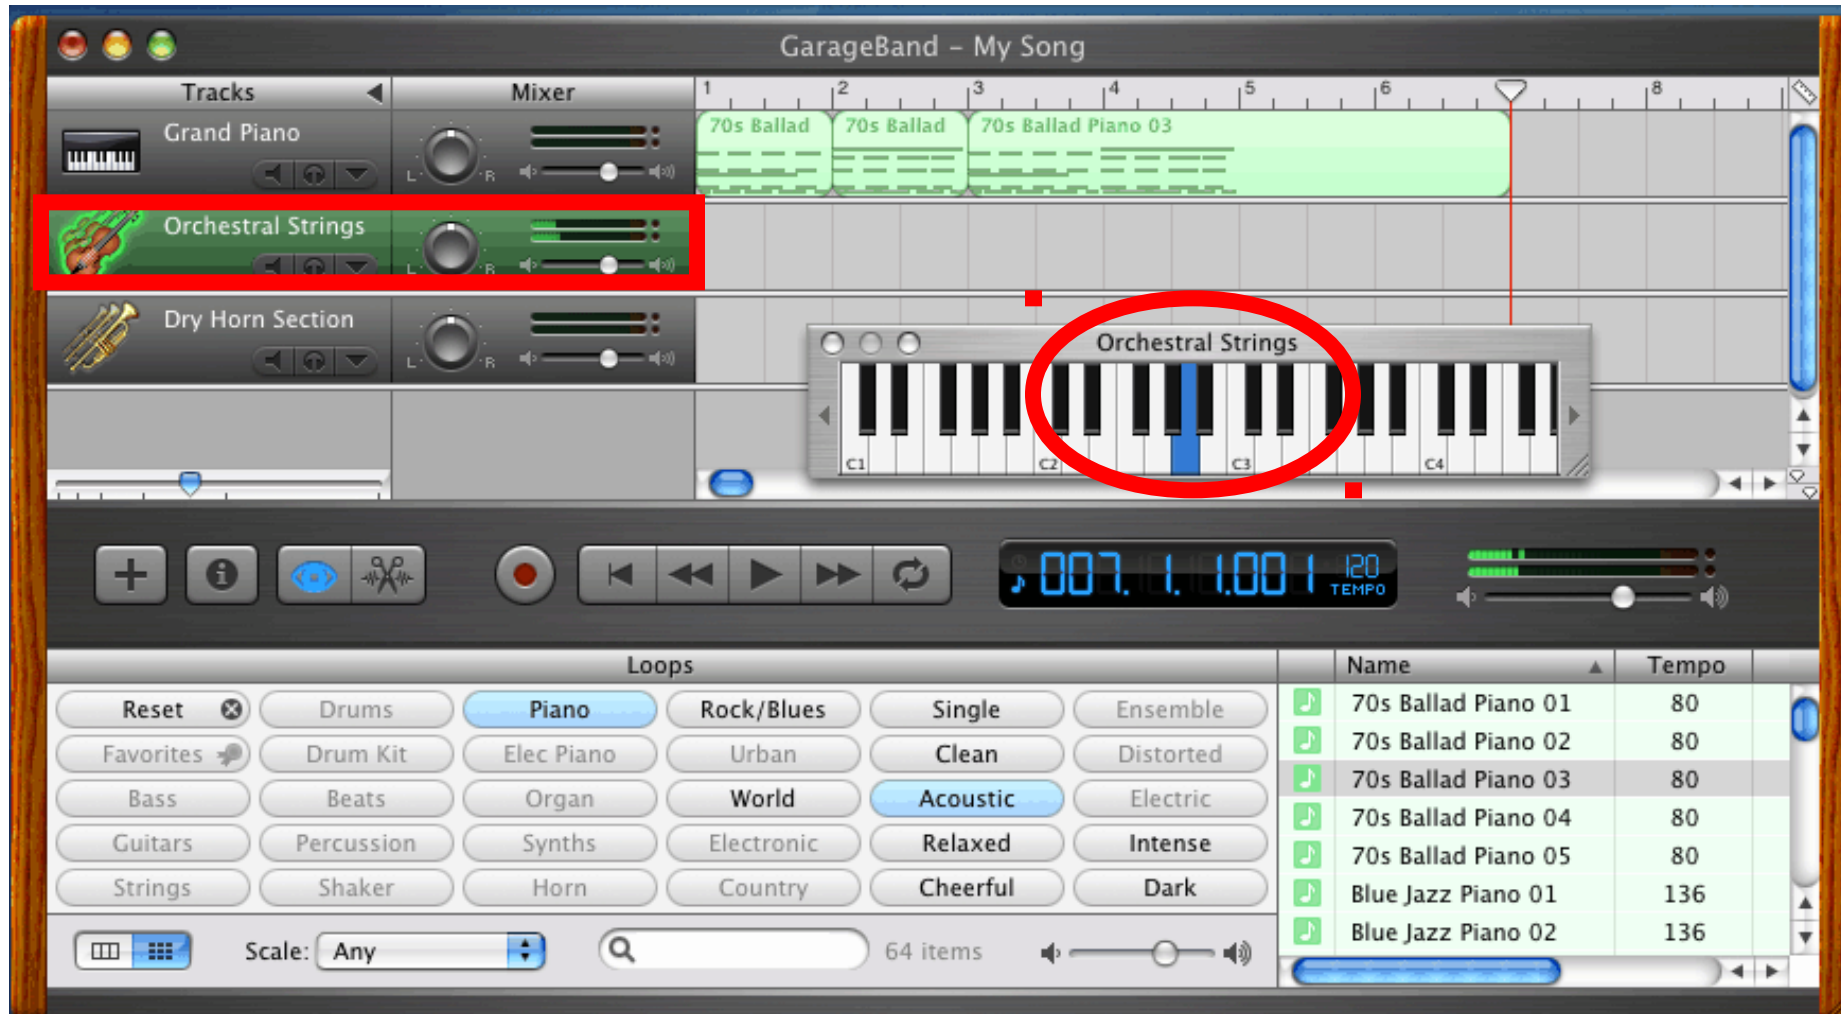 GarageBand – My Song
Tracks Mixer 1 2 3 4 5 6 8
Grand Piano 70s Ballad 70s Ballad 70s Ballad Piano 03
L R
Orchestral Strings
L R
Dry Horn Section
L R
Orchestral Strings
C1 C2 C3 C4
007. 1. 1.001 120
TEMPO
Loops Name Tempo
Reset Drums Piano Rock/Blues Single Ensemble 70s Ballad Piano 01 80
Favorites Drum Kit Elec Piano Urban Clean Distorted 70s Ballad Piano 02 80
Bass Beats Organ World Acoustic Electric 70s Ballad Piano 03 80
70s Ballad Piano 04 80
Guitars Percussion Synths Electronic Relaxed Intense 70s Ballad Piano 05 80
Strings Shaker Horn Country Cheerful Dark Blue Jazz Piano 01 136
Blue Jazz Piano 02 136
Scale: Any 64 items